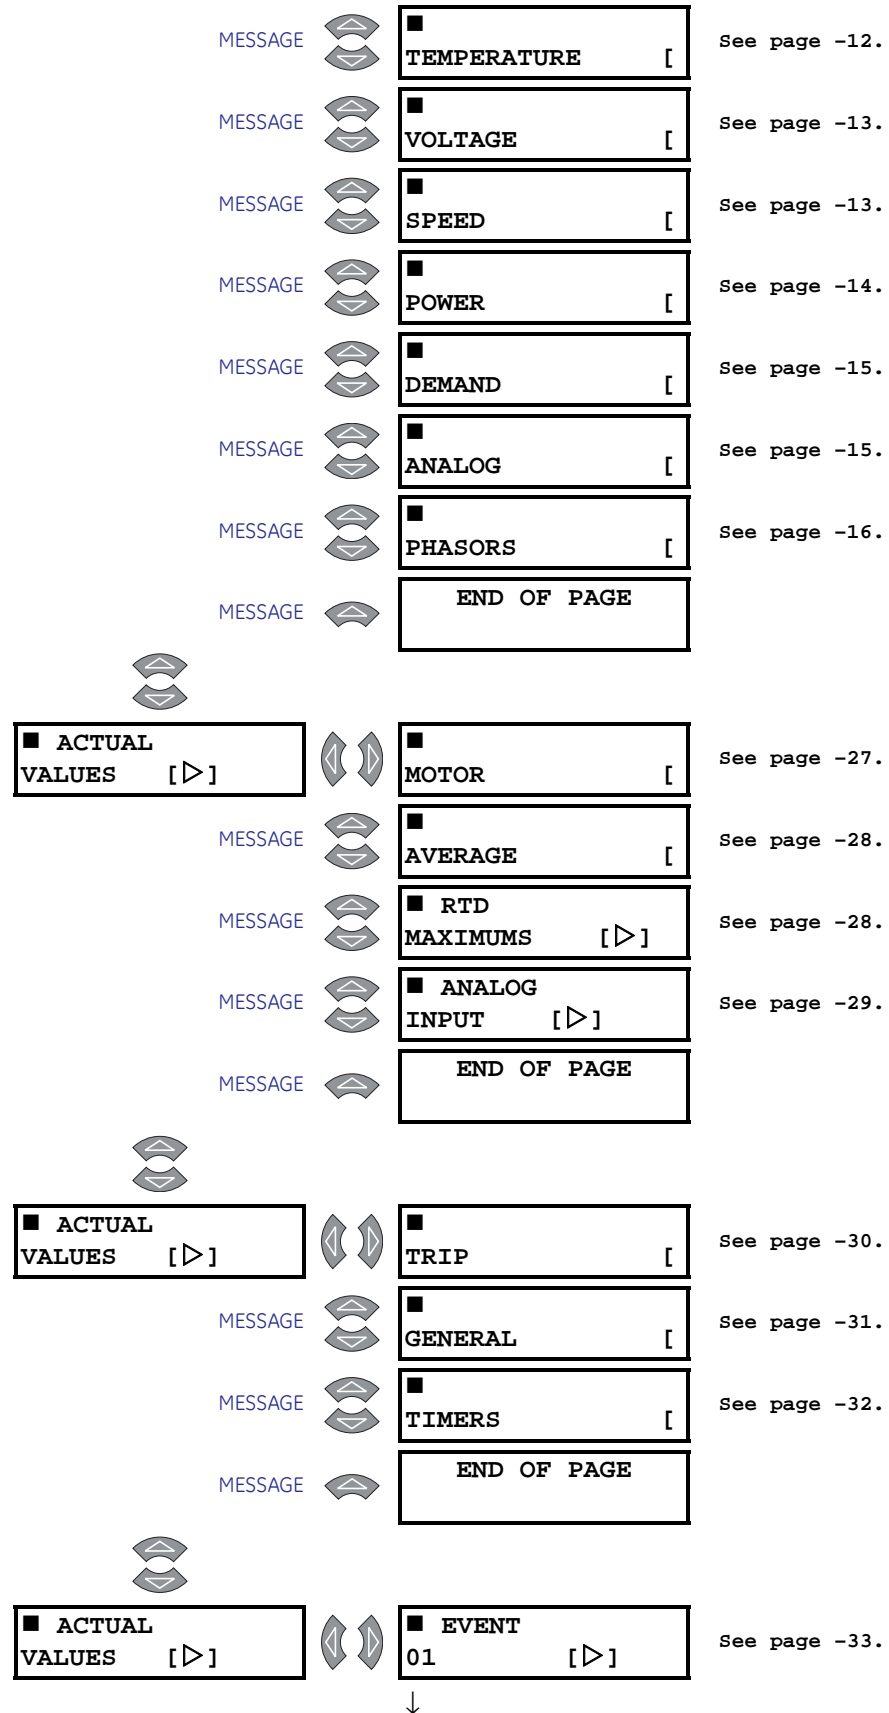 ■
MESSAGE TEMPERATURE [ See page –12.
■
MESSAGE VOLTAGE [ See page –13.
■
MESSAGE SPEED [ See page –13.
■
MESSAGE POWER [ See page –14.
■
MESSAGE DEMAND [ See page –15.
■
MESSAGE ANALOG [ See page –15.
■
MESSAGE PHASORS [ See page –16.
MESSAGE END OF PAGE
■ ACTUAL
VALUES [▷]
■
MOTOR [ See page –27.
■
MESSAGE AVERAGE [ See page –28.
■ RTD
MESSAGE MAXIMUMS [▷] See page –28.
■ ANALOG
MESSAGE INPUT [▷] See page –29.
MESSAGE END OF PAGE
■ ACTUAL
VALUES [▷]
■
TRIP [ See page –30.
■
MESSAGE GENERAL [ See page –31.
■
MESSAGE TIMERS [ See page –32.
MESSAGE END OF PAGE
■ ACTUAL
VALUES [▷]
■ EVENT
01 [▷] See page –33.
↓